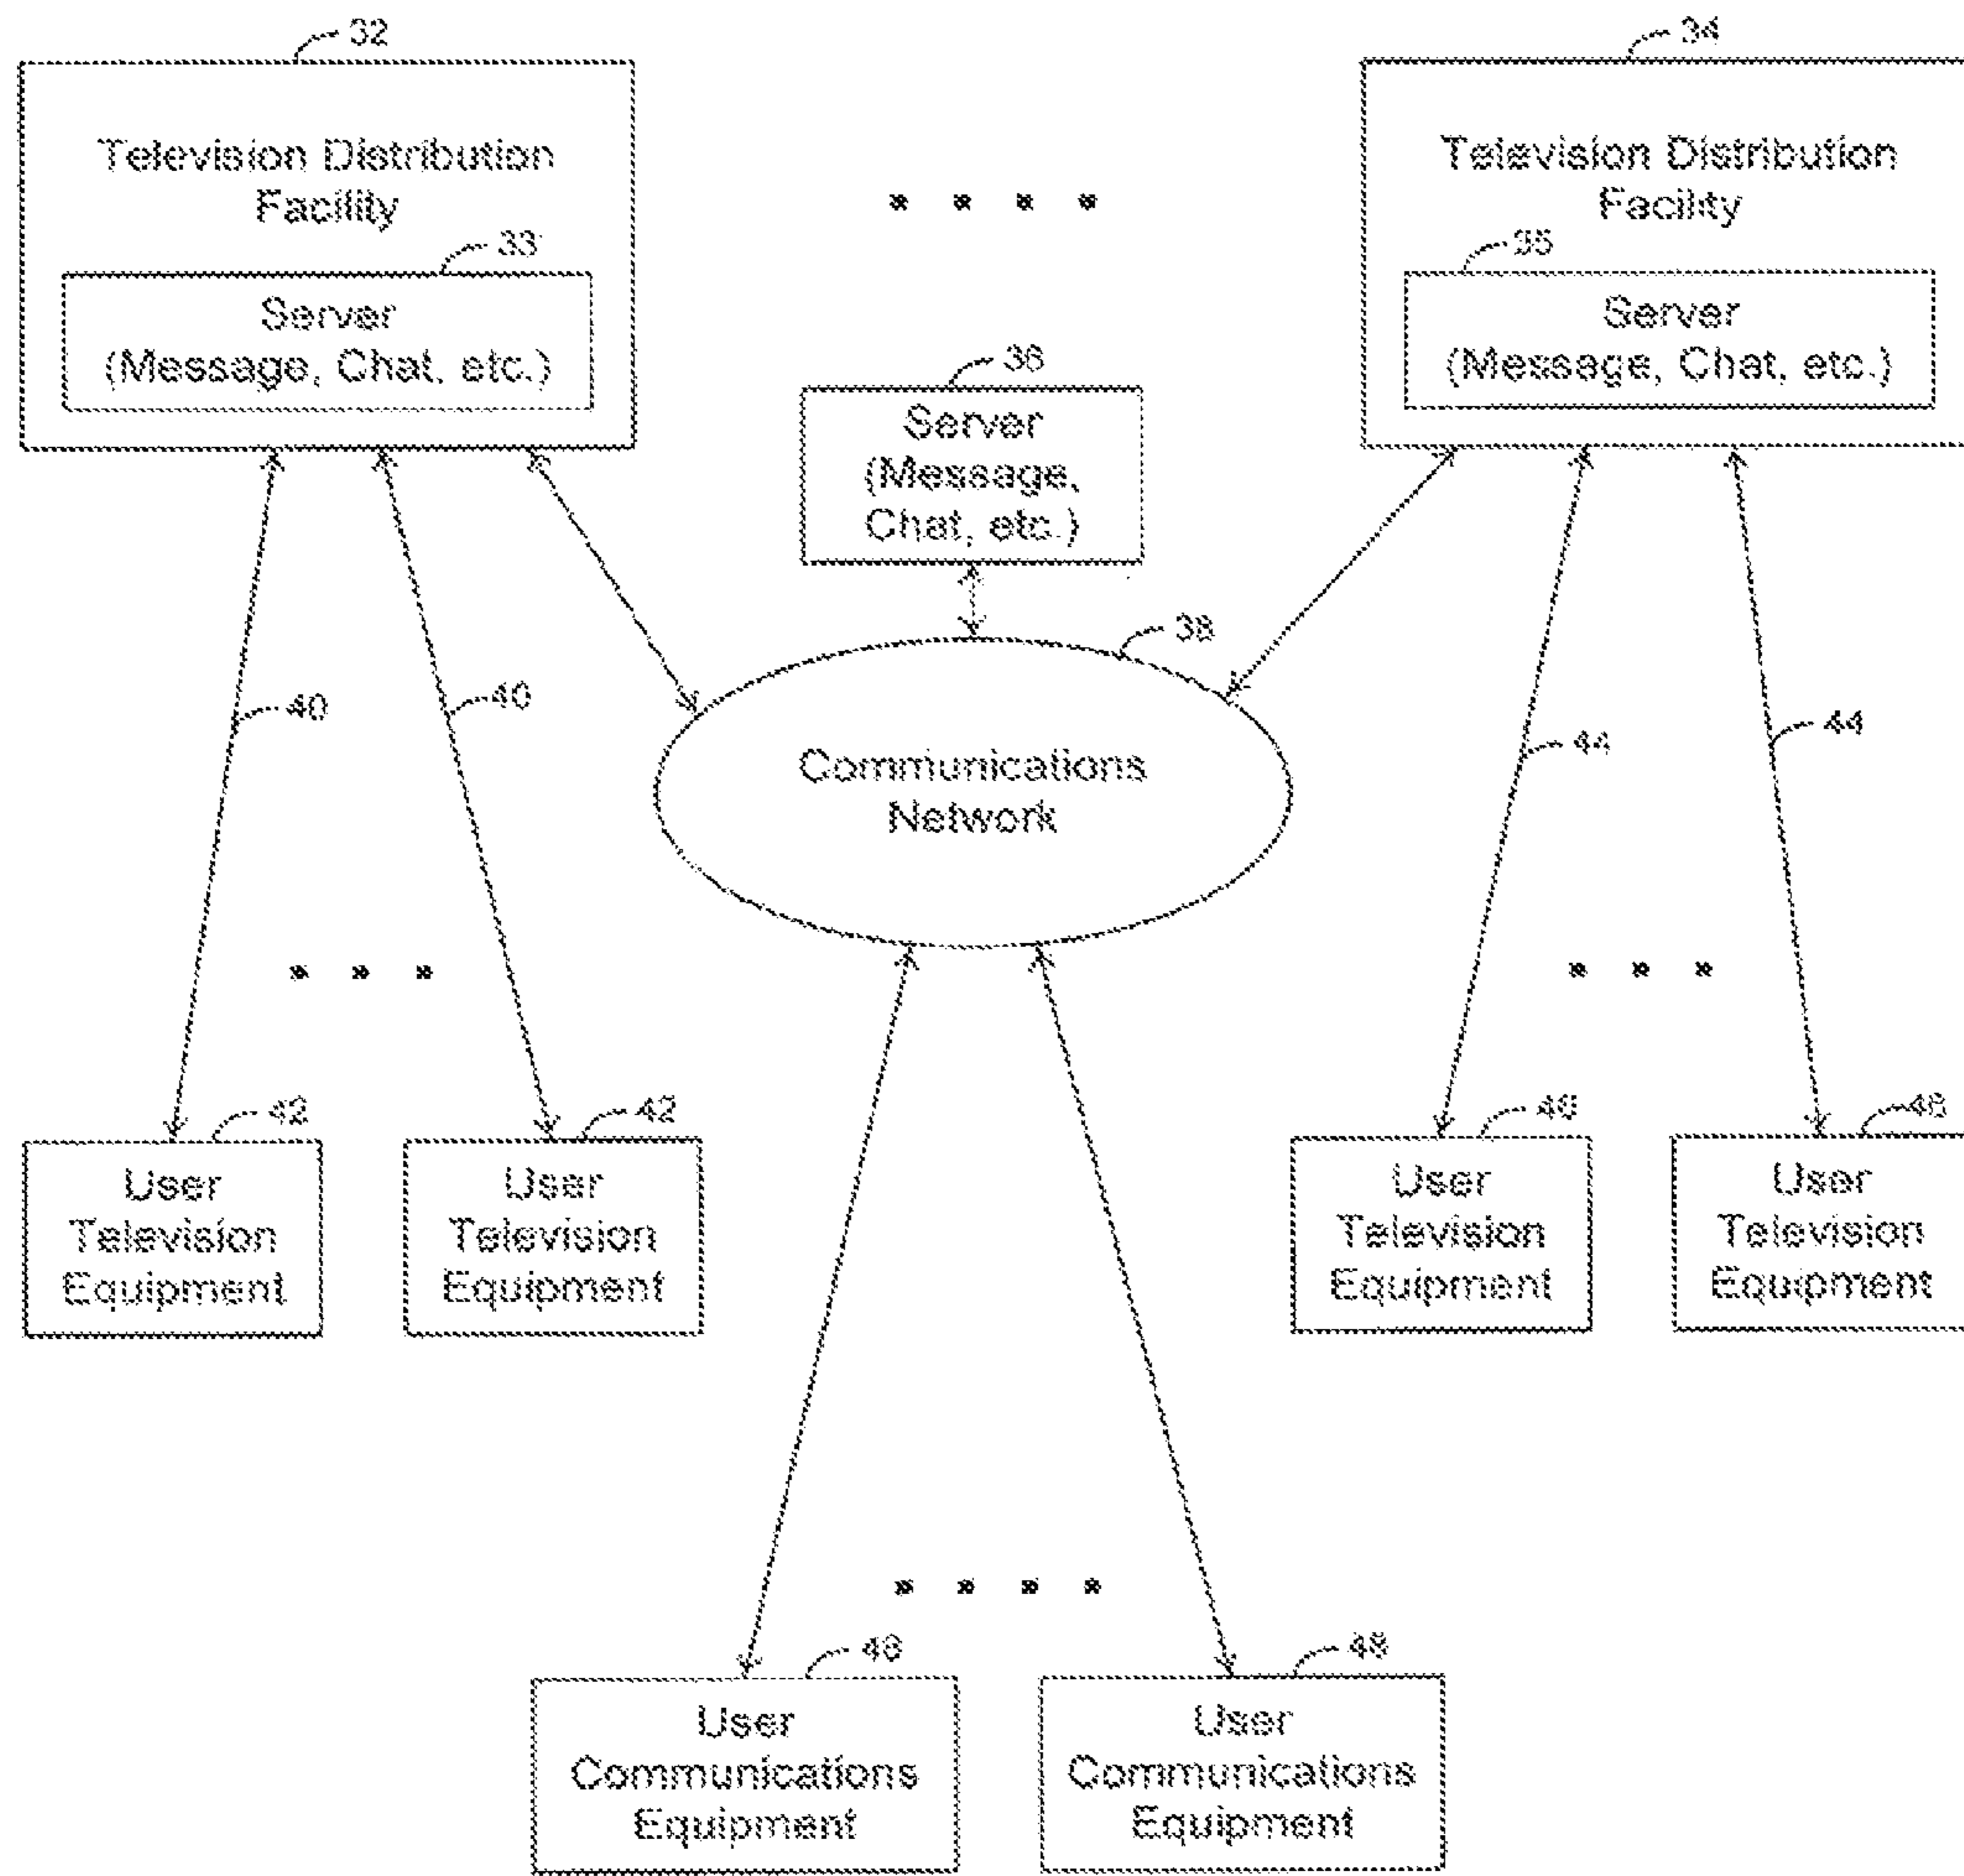 32
34
Television Distribution
Facility
33
Server
(Message, Chat, etc.)
Television Distribution
Facility
35
Server
(Message, Chat, etc.)
36
Server
(Message,
Chat, etc.)
38
Communications
Network
40
40
44
44
42
User
Television
Equipment
42
User
Television
Equipment
46
User
Television
Equipment
46
User
Television
Equipment
48
User
Communications
Equipment
48
User
Communications
Equipment